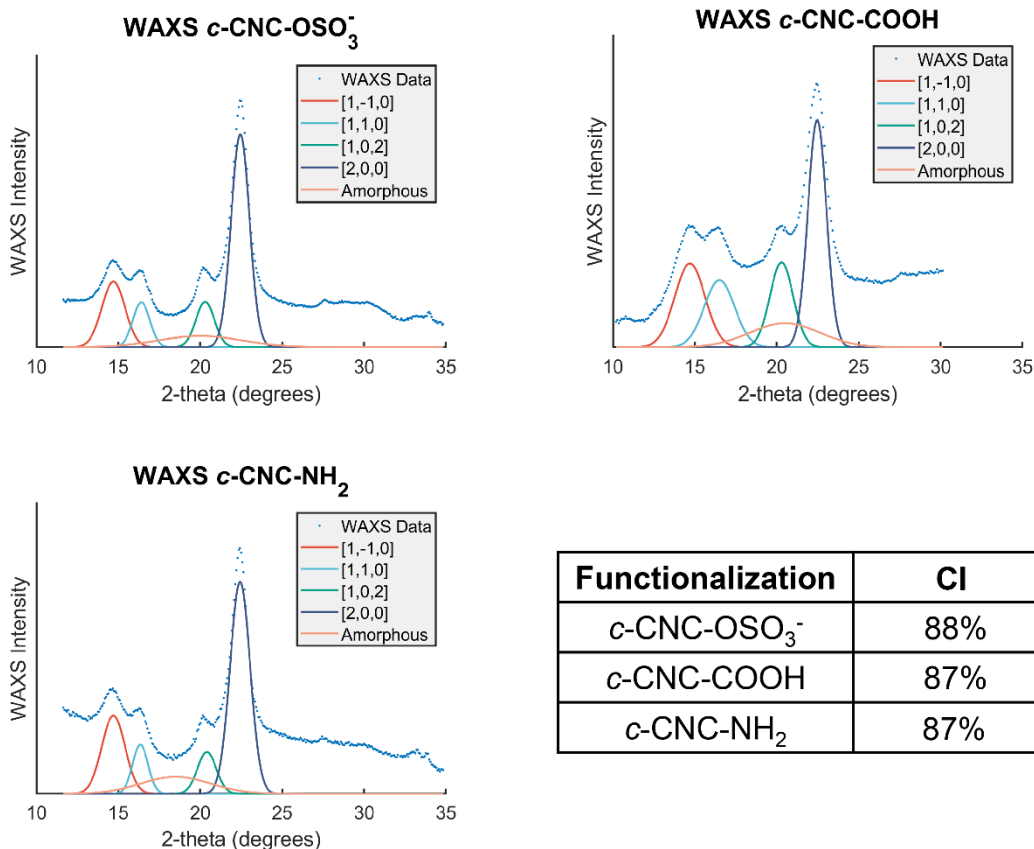 WAXS c-CNC-OSO₃⁻
WAXS Intensity
WAXS Data
[1,-1,0]
[1,1,0]
[1,0,2]
[2,0,0]
Amorphous
10 15 20 25 30 35
2-theta (degrees)
WAXS c-CNC-COOH
WAXS Intensity
WAXS Data
[1,-1,0]
[1,1,0]
[1,0,2]
[2,0,0]
Amorphous
10 15 20 25 30 35
2-theta (degrees)
WAXS c-CNC-NH₂
WAXS Intensity
WAXS Data
[1,-1,0]
[1,1,0]
[1,0,2]
[2,0,0]
Amorphous
10 15 20 25 30 35
2-theta (degrees)
Functionalization CI
c-CNC-OSO₃⁻ 88%
c-CNC-COOH 87%
c-CNC-NH₂ 87%